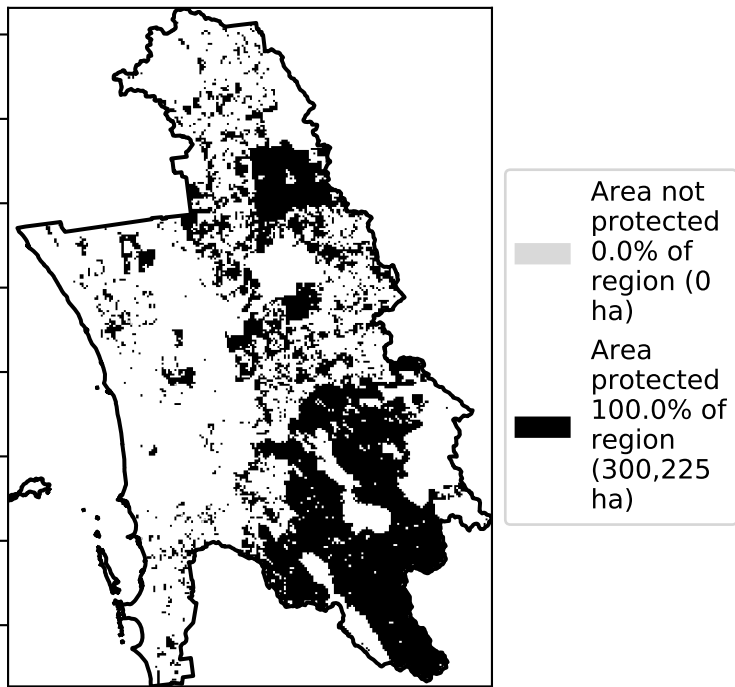 Area not
protected
0.0% of
region (0
ha)
Area
protected
100.0% of
region
(300,225
ha)